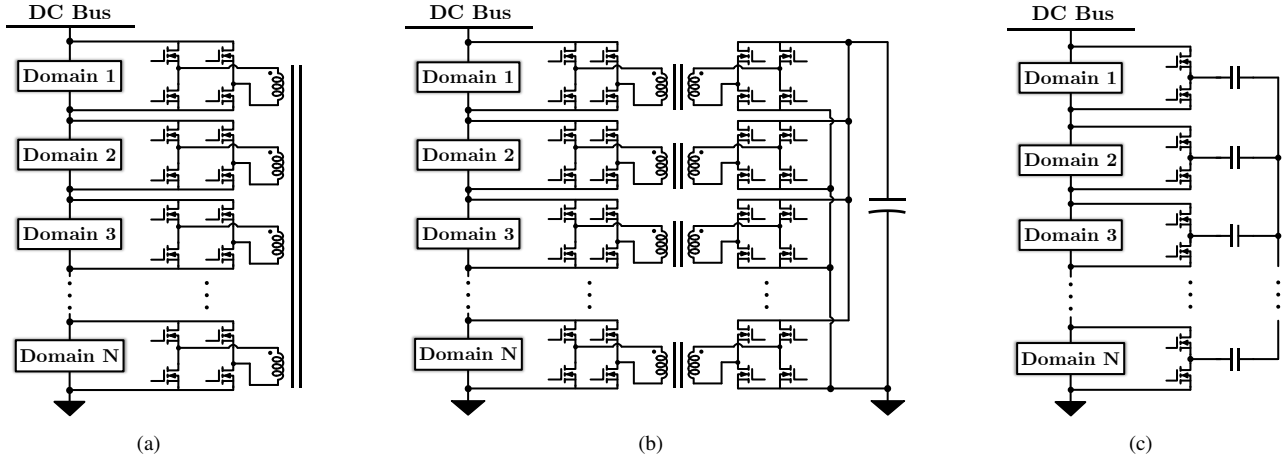 DC Bus
Domain 1
Domain 2
Domain 3
Domain N
(a)
DC Bus
Domain 1
Domain 2
Domain 3
Domain N
(b)
DC Bus
Domain 1
Domain 2
Domain 3
Domain N
(c)